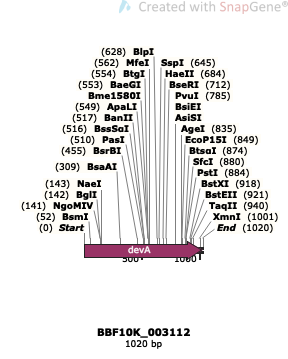 Created with SnapGene®
(628) BlpI
(562) MfeI
(554) BtgI
(553) BaeGI
Bme1580I
(549) ApaLI
(517) BanII
(516) BssSαI
(510) PasI
(455) BsrBI
(309) BsaAI
(143) NaeI
(142) BglI
(141) NgoMIV
(52) BsmI
(0) Start
SspI (645)
HaeII (684)
BseRI (712)
PvuI (785)
BsiEI
AsiSI
AgeI (835)
EcoP15I (849)
BtsαI (874)
SfcI (880)
PstI (884)
BstXI (918)
BstEII (921)
TaqII (940)
XmnI (1001)
End (1020)
devA
500
1000
BBF10K_003112
1020 bp